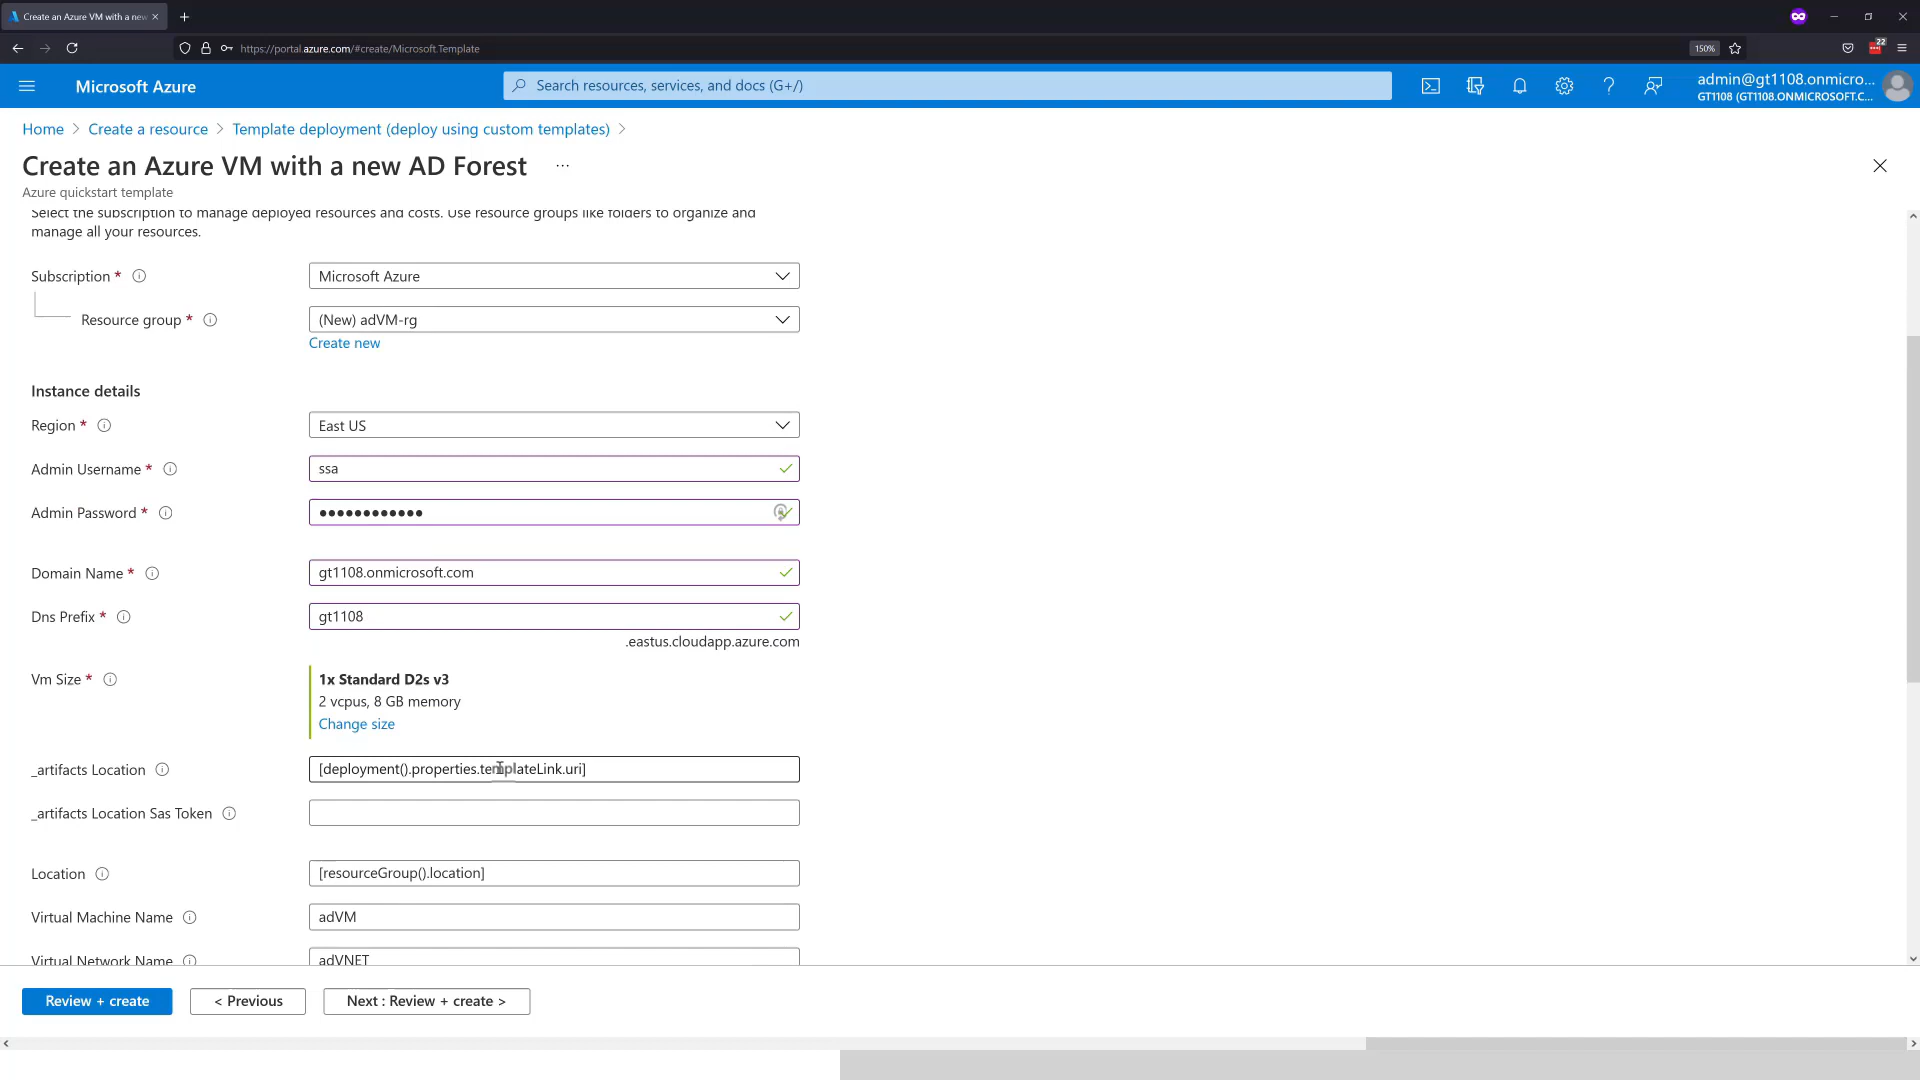 Create an Azure VM with a new
https://portal.azure.com/#create/Microsoft.Template
150%
22
Microsoft Azure
Search resources, services, and docs (G+/)
admin@gt1108.onmicro...
GT1108 (GT1108.ONMICROSOFT.C...
Home > Create a resource > Template deployment (deploy using custom templates) >
Create an Azure VM with a new AD Forest ...
Azure quickstart template
Select the subscription to manage deployed resources and costs. Use resource groups like folders to organize and
manage all your resources.
Subscription * Microsoft Azure
Resource group * (New) adVM-rg
Create new
Instance details
Region * East US
Admin Username * ssa
Admin Password * ••••••••••••
Domain Name * gt1108.onmicrosoft.com
Dns Prefix * gt1108
.eastus.cloudapp.azure.com
Vm Size * 1x Standard D2s v3
2 vcpus, 8 GB memory
Change size
_artifacts Location [deployment().properties.templateLink.uri]
_artifacts Location Sas Token
Location [resourceGroup().location]
Virtual Machine Name adVM
Virtual Network Name adVNET
Review + create < Previous Next : Review + create >